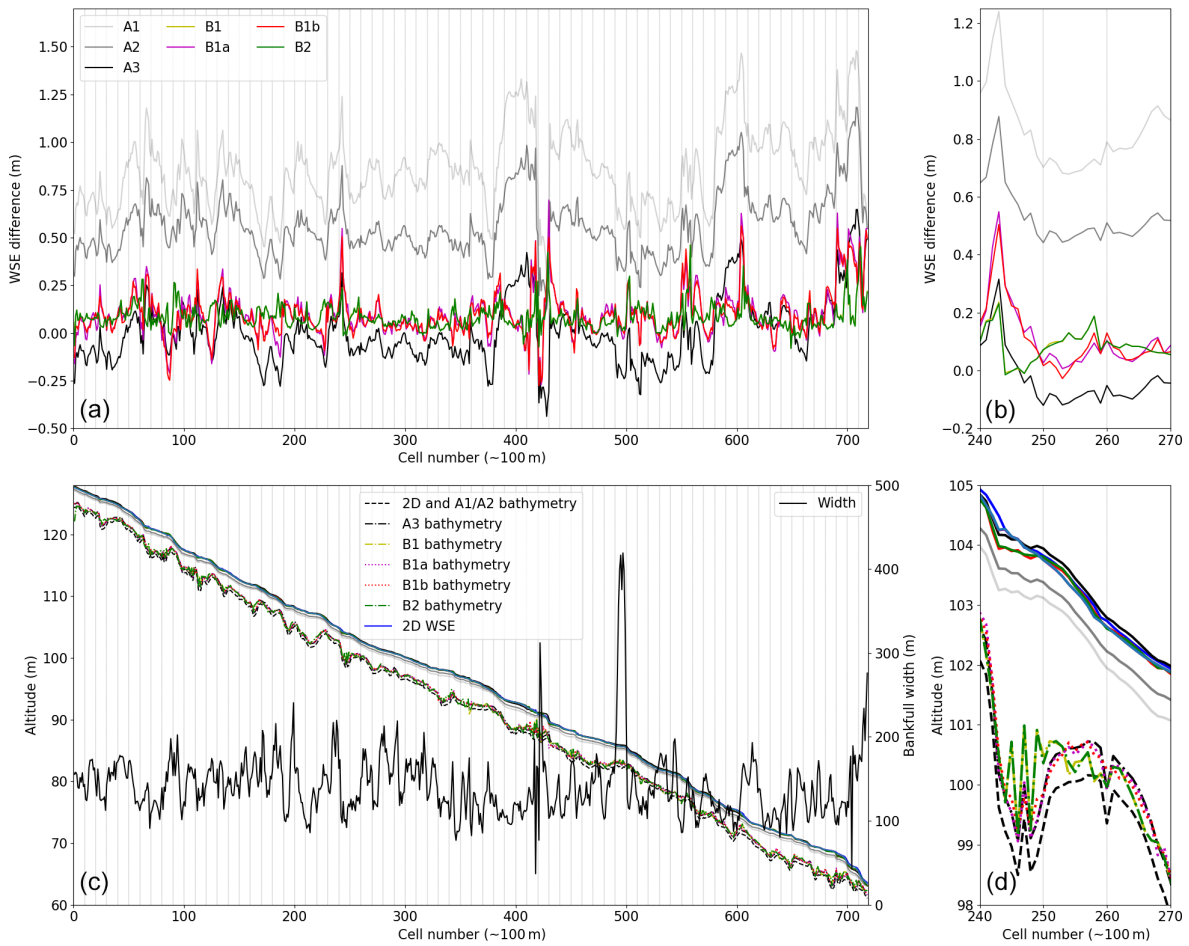 A1
A2
A3
B1
B1a
B1b
B2
1.50
1.25
1.00
0.75
0.50
0.25
0.00
−0.25
−0.50
WSE difference (m)
(a)
0
100
200
300
400
500
600
700
Cell number (~100 m)
1.2
1.0
0.8
0.6
0.4
0.2
0.0
−0.2
WSE difference (m)
(b)
240
250
260
270
2D and A1/A2 bathymetry
A3 bathymetry
B1 bathymetry
B1a bathymetry
B1b bathymetry
B2 bathymetry
2D WSE
Width
120
110
100
90
80
70
60
Altitude (m)
500
400
300
200
100
0
Bankfull width (m)
(c)
0
100
200
300
400
500
600
700
Cell number (~100 m)
105
104
103
102
101
100
99
98
Altitude (m)
(d)
240
250
260
270
Cell number (~100 m)